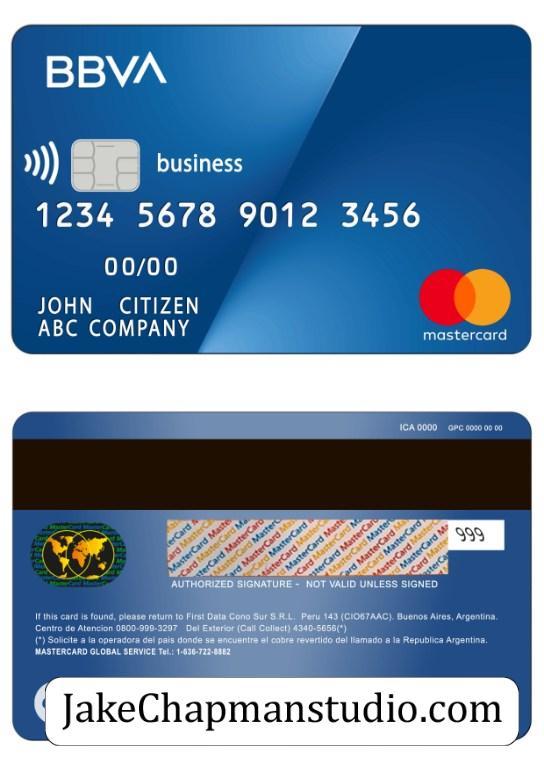 BBVA
business
1234 5678 9012 3456
00/00
JOHN CITIZEN
ABC COMPANY
mastercard
ICA 0000 GPC 0000 00 00
999
AUTHORIZED SIGNATURE - NOT VALID UNLESS SIGNED
If this card is found, please return to First Data Cono Sur S.R.L. Peru 143 (CIO67AAC). Buenos Aires, Argentina.
Centro de Atencion 0800-999-3297 Del Exterior (Call Collect) 4340-5656(*)
(*) Solicite a la operadora del pais donde se encuentre el cobre revertido del llamado a la Republica Argentina.
MASTERCARD GLOBAL SERVICE Tel.: 1-636-722-8882
JakeChapmanstudio.com